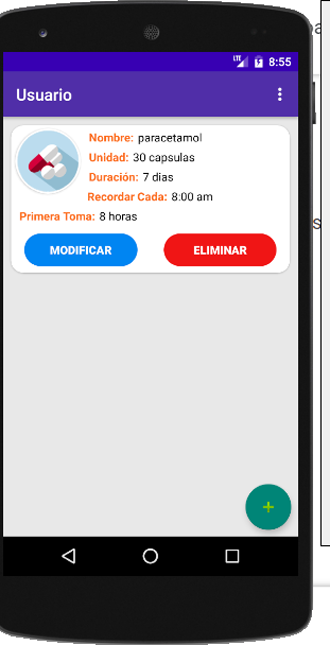 LTE 8:55
Usuario
Nombre: paracetamol
Unidad: 30 capsulas
Duración: 7 dias
Recordar Cada: 8:00 am
Primera Toma: 8 horas
MODIFICAR ELIMINAR
+